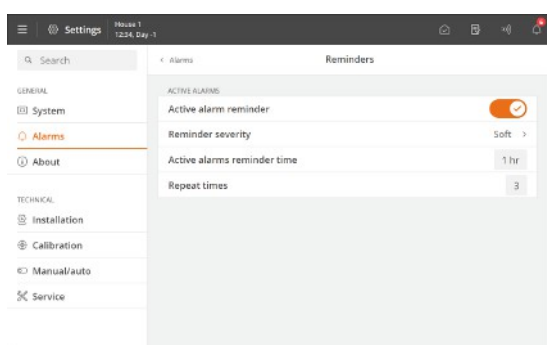 Settings
House 1
12:34, Day -1
Search
GENERAL
System
Alarms
About
TECHNICAL
Installation
Calibration
Manual/auto
Service
< Alarms
Reminders
ACTIVE ALARMS
Active alarm reminder
Reminder severity Soft >
Active alarms reminder time 1 hr
Repeat times 3